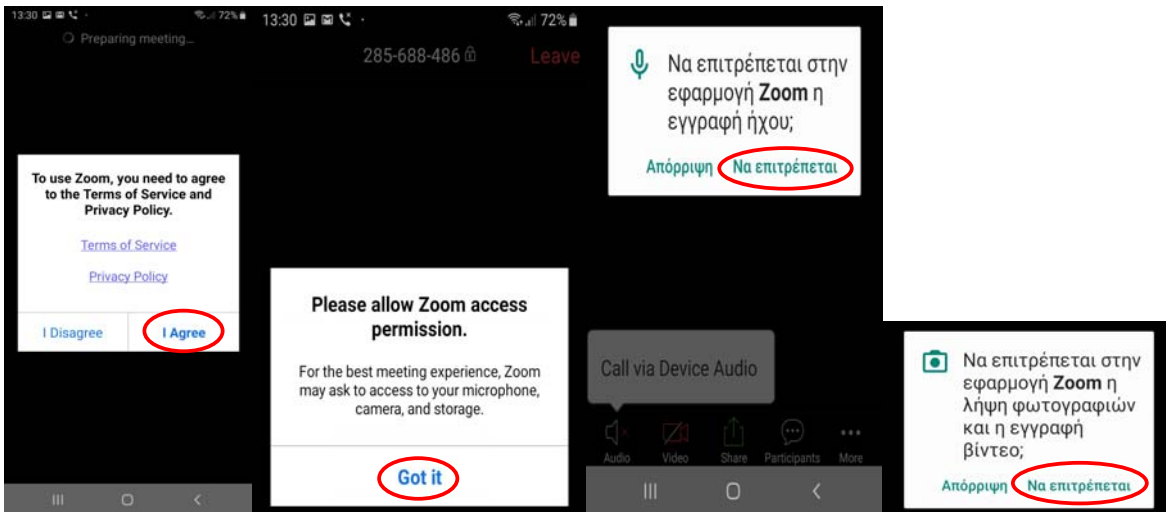 13:30
72%
Preparing meeting...
To use Zoom, you need to agree
to the Terms of Service and
Privacy Policy.
Terms of Service
Privacy Policy
I Disagree
I Agree
13:30
72%
285-688-486
Leave
Please allow Zoom access
permission.
For the best meeting experience, Zoom
may ask to access to your microphone,
camera, and storage.
Got it
Να επιτρέπεται στην
εφαρμογή Zoom η
εγγραφή ήχου;
Απόρριψη Να επιτρέπεται
Call via Device Audio
Audio Video Share Participants More
Να επιτρέπεται στην
εφαρμογή Zoom η
λήψη φωτογραφιών
και η εγγραφή
βίντεο;
Απόρριψη Να επιτρέπεται